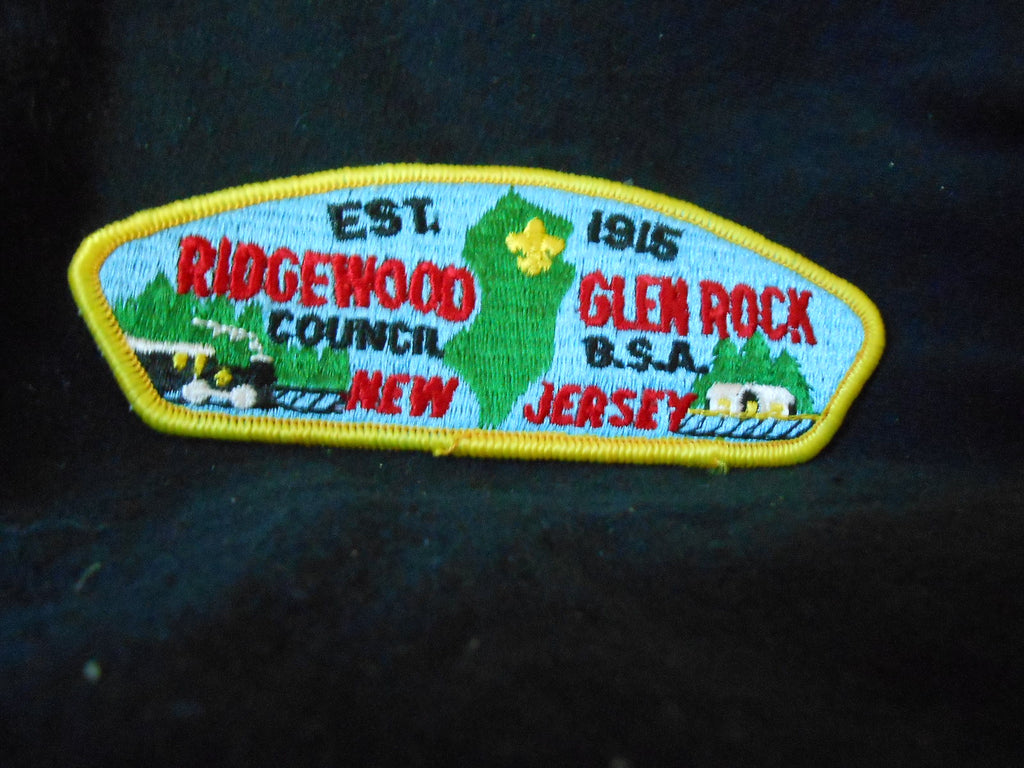 EST. 1915
RIDGEWOOD GLEN ROCK
COUNCIL B.S.A.
NEW JERSEY